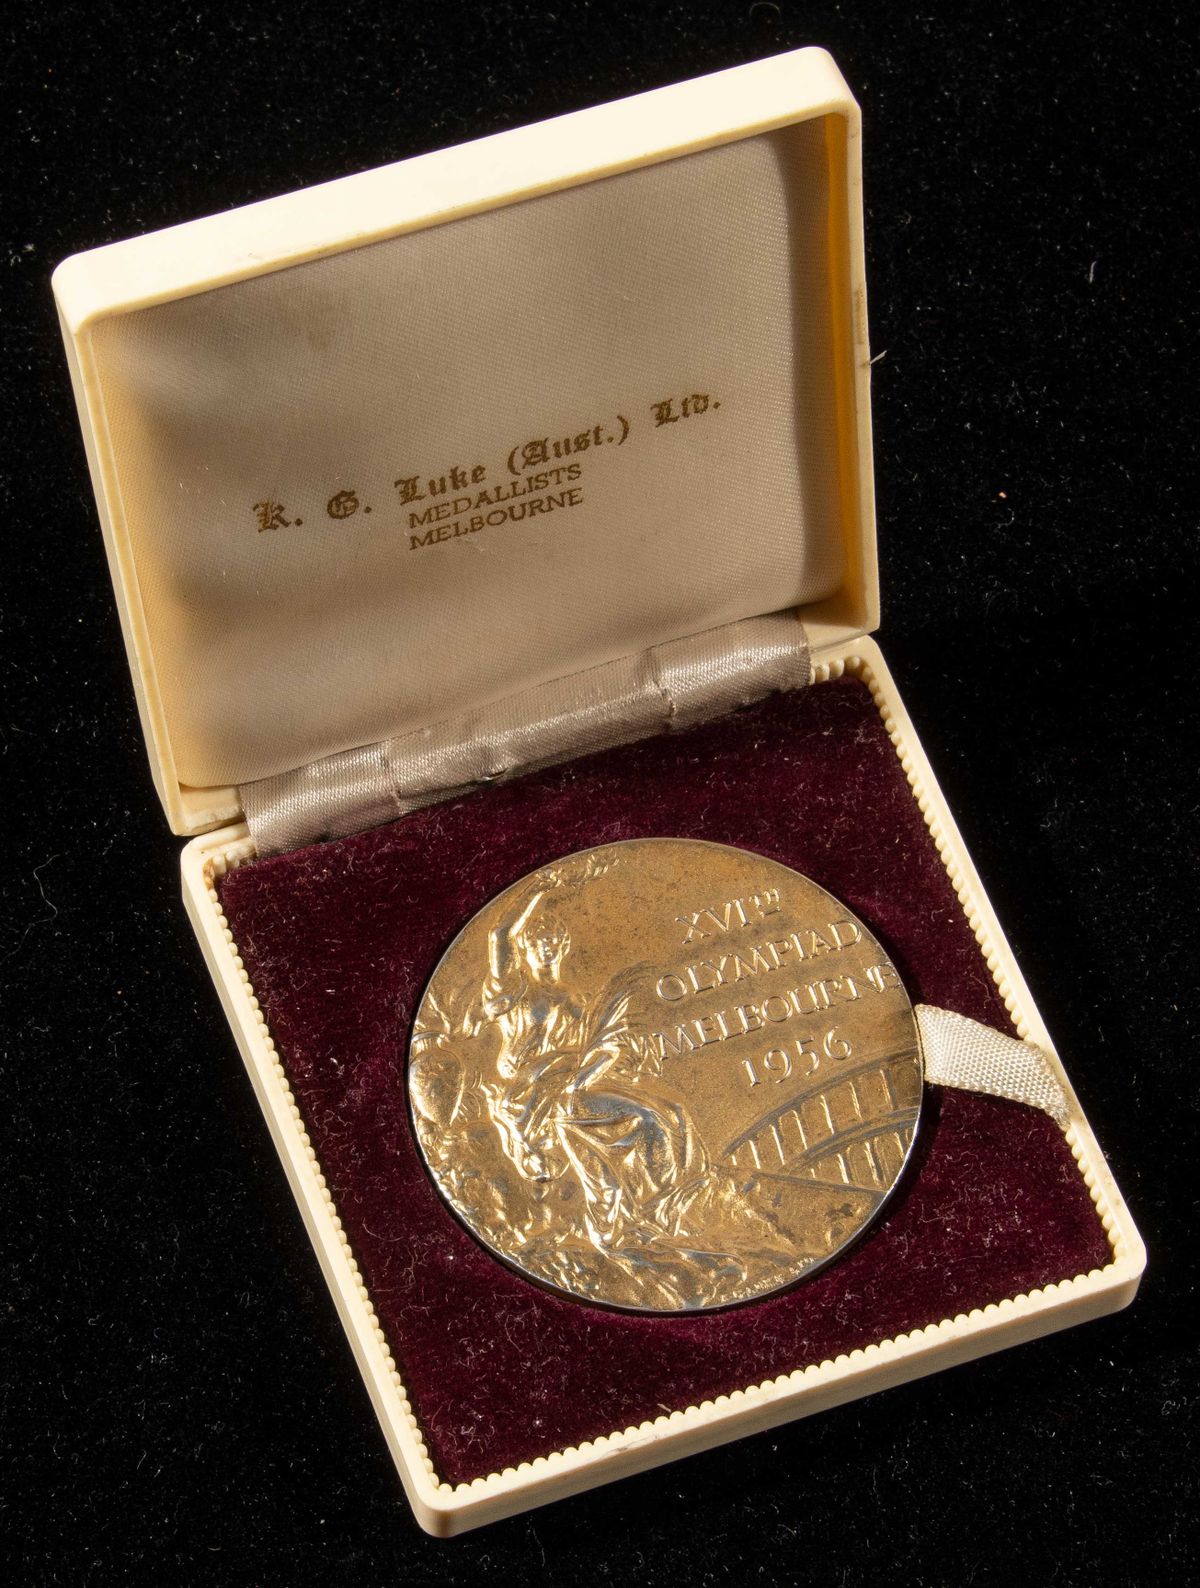 K. G. Luke (Aust.) Ltd.
MEDALLISTS
MELBOURNE
XVITH
OLYMPIAD
MELBOURNE
1956